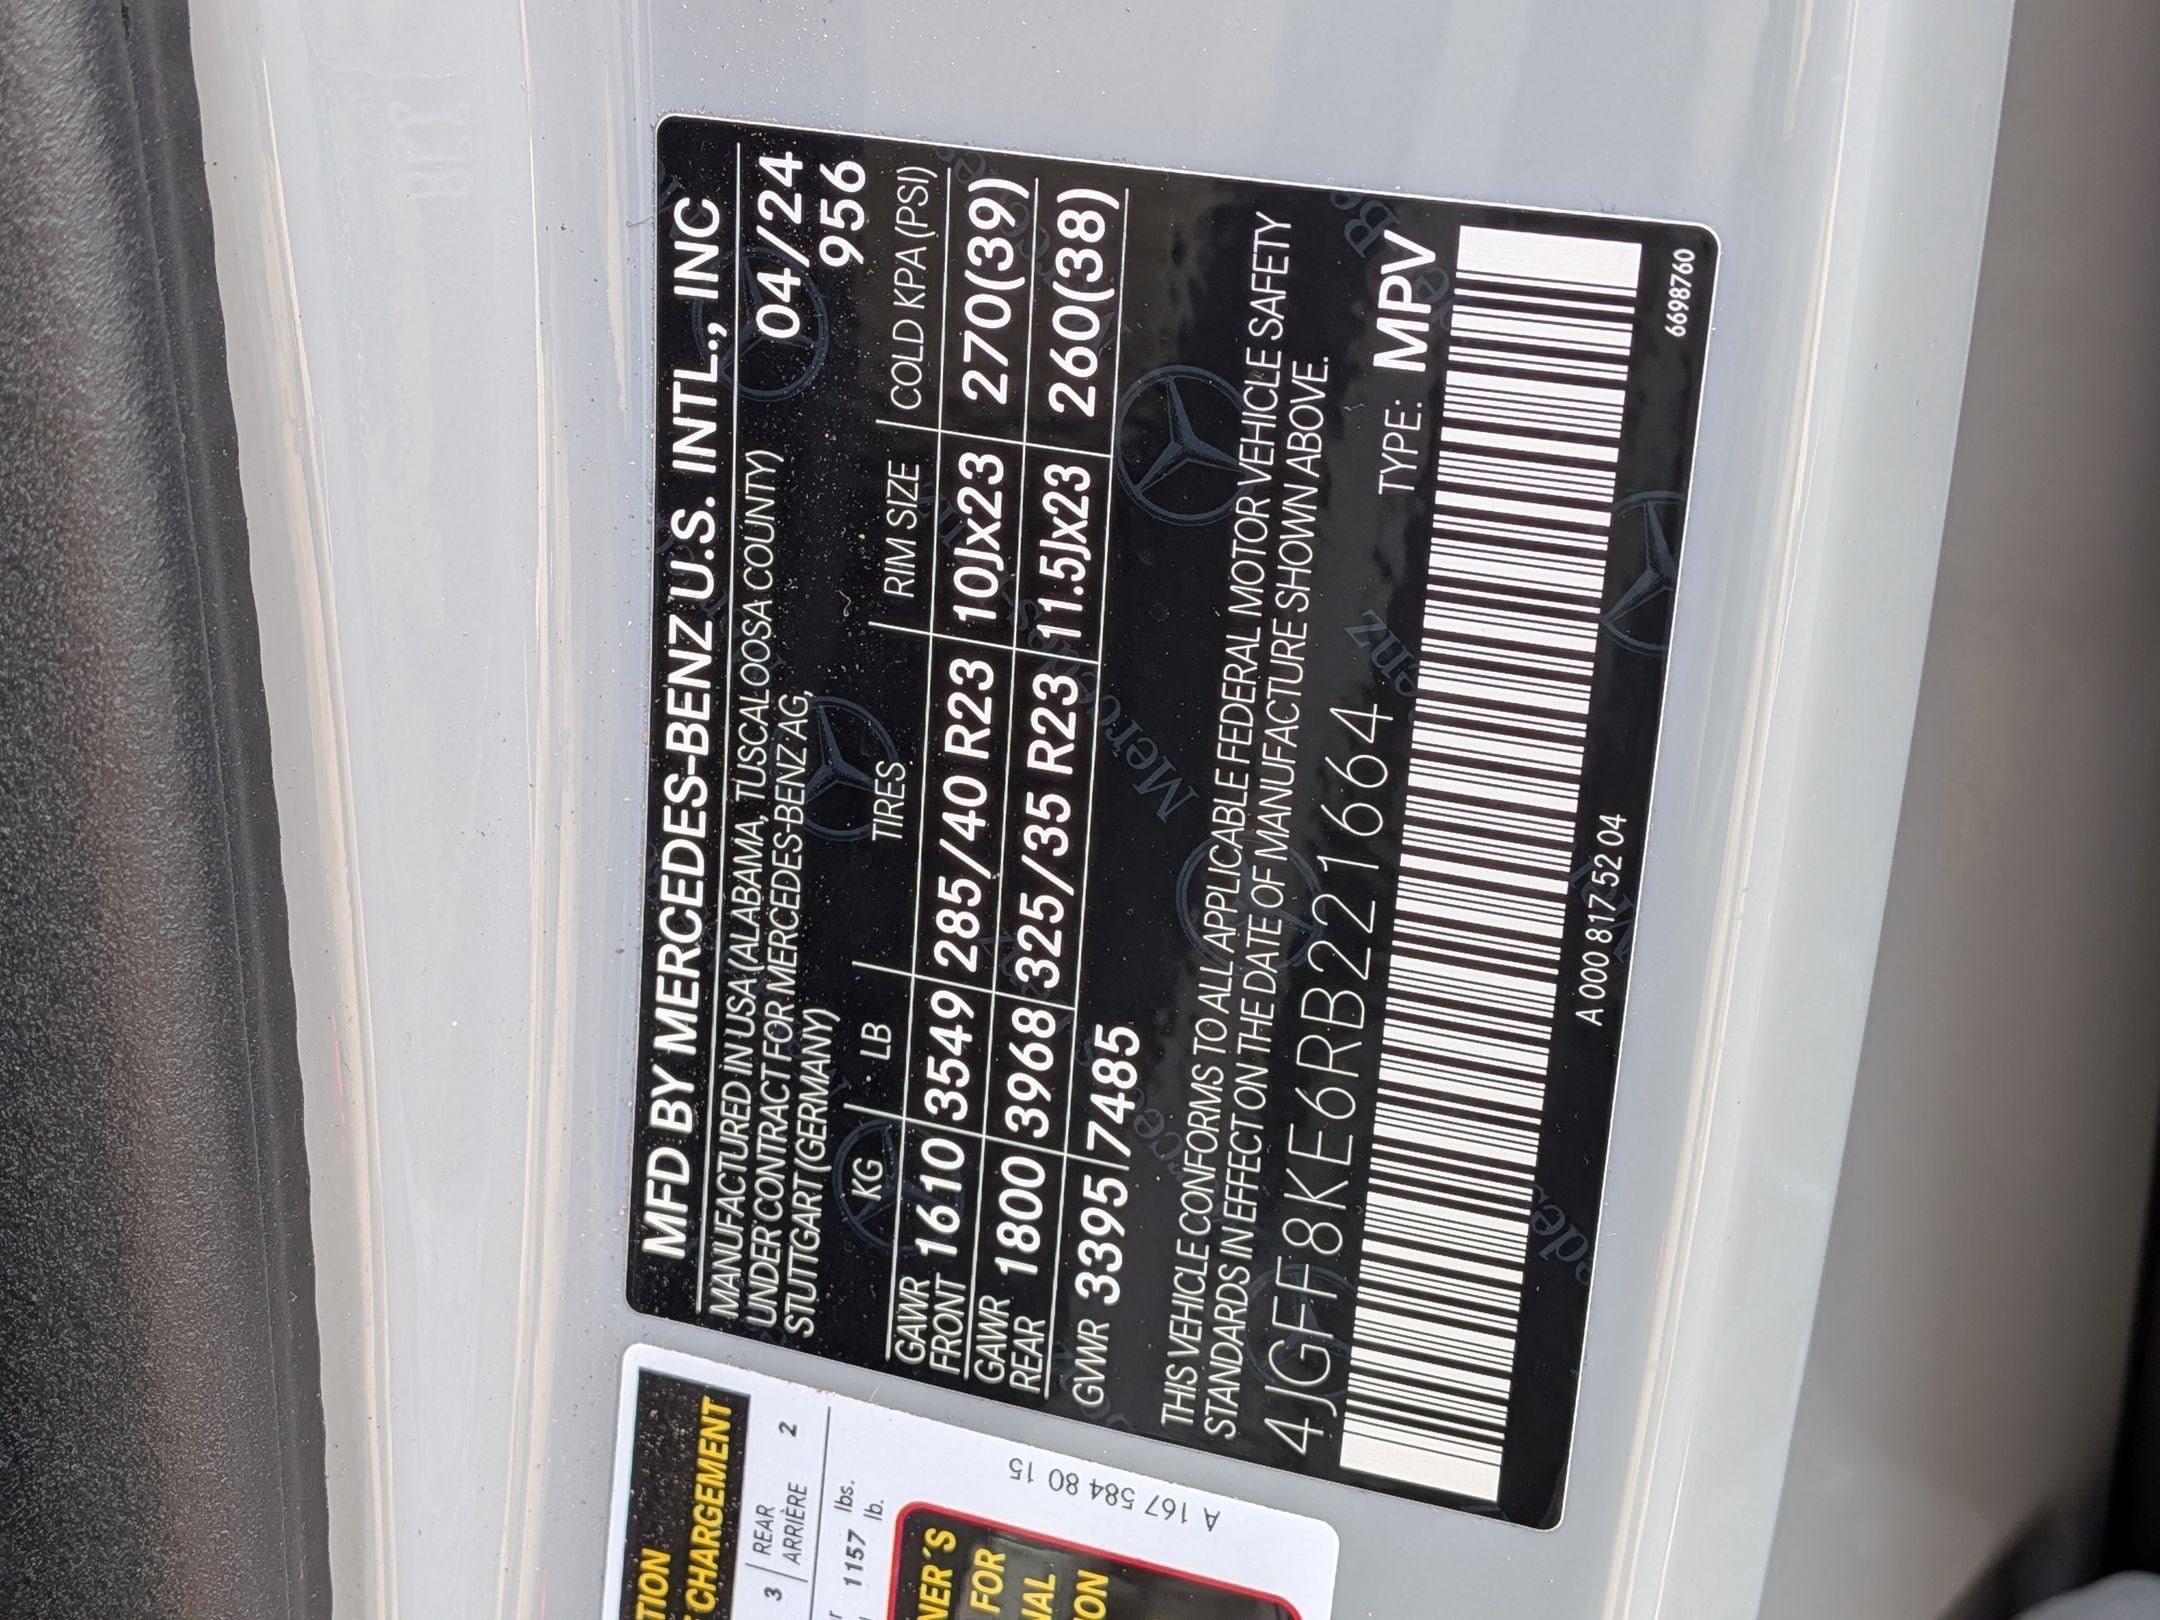 MFD BY MERCEDES-BENZ U.S. INTL., INC
MANUFACTURED IN USA (ALABAMA, TUSCALOOSA COUNTY) 04/24
UNDER CONTRACT FOR MERCEDES-BENZ AG, 956
STUTTGART (GERMANY)
KG LB TIRES RIM SIZE COLD KPA (PSI)
GAWR FRONT 1610 3549 285/40 R23 10Jx23 270(39)
GAWR REAR 1800 3968 325/35 R23 11.5Jx23 260(38)
GVWR 3395 7485
THIS VEHICLE CONFORMS TO ALL APPLICABLE FEDERAL MOTOR VEHICLE SAFETY
STANDARDS IN EFFECT ON THE DATE OF MANUFACTURE SHOWN ABOVE.
4JGFF8KE6RB221664 TYPE: MPV
A 000 817 52 04
6698760
CHARGEMENT
3 REAR 2
ARRIÈRE
1157 lbs.
lb.
A 167 584 80 15
FOR